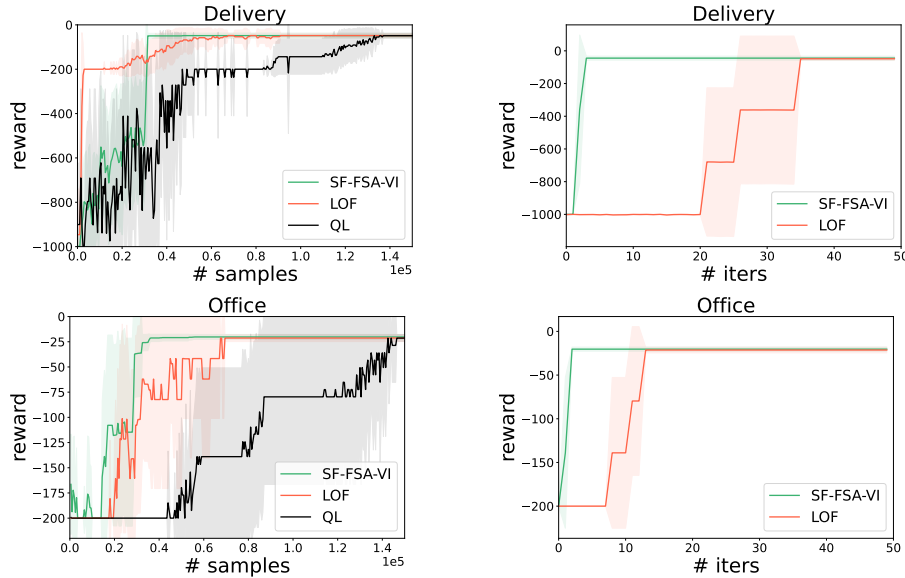 Delivery
0
−200
−400
−600
−800
−1000
reward
SF-FSA-VI
LOF
QL
0.0 0.2 0.4 0.6 0.8 1.0 1.2 1.4
1e5
# samples
Delivery
0
−200
−400
−600
−800
−1000
reward
SF-FSA-VI
LOF
0 10 20 30 40 50
# iters
Office
0
−25
−50
−75
−100
−125
−150
−175
−200
reward
SF-FSA-VI
LOF
QL
0.0 0.2 0.4 0.6 0.8 1.0 1.2 1.4
1e5
# samples
Office
0
−50
−100
−150
−200
reward
SF-FSA-VI
LOF
0 10 20 30 40 50
# iters